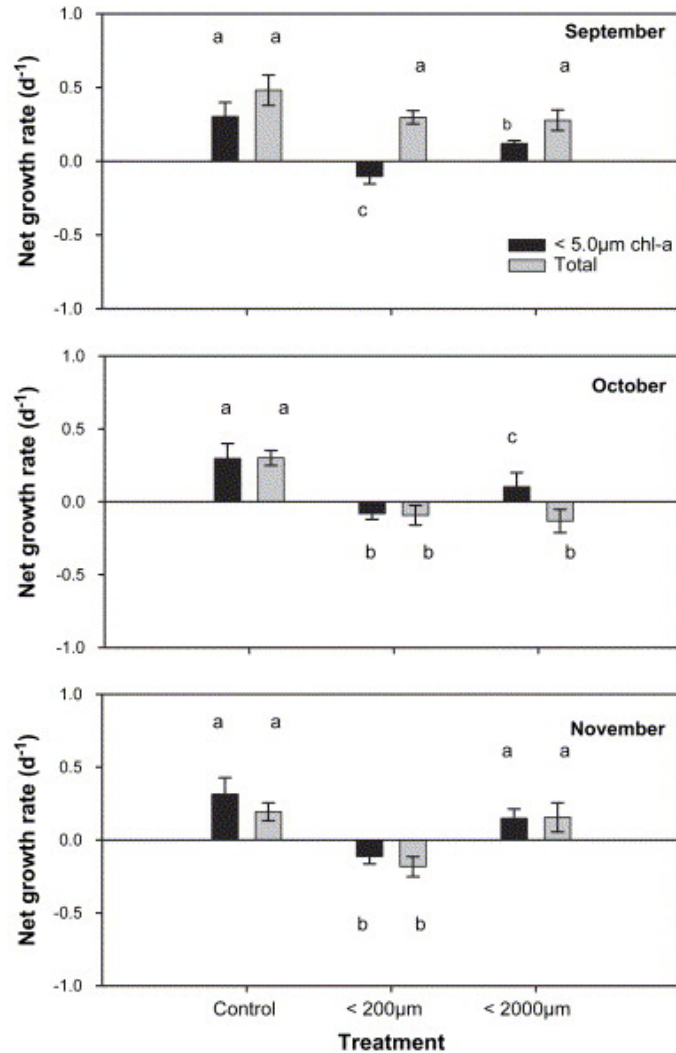 1.0
a a
September
0.5
a a
b
0.0
c
-0.5
< 5.0µm chl-a
Total
-1.0
Net growth rate (d-1)
1.0
October
a a
0.5
c
0.0
b b b
-0.5
-1.0
Net growth rate (d-1)
1.0
a a
November
a a
0.5
0.0
b b
-0.5
-1.0
Net growth rate (d-1)
Control < 200µm < 2000µm
Treatment